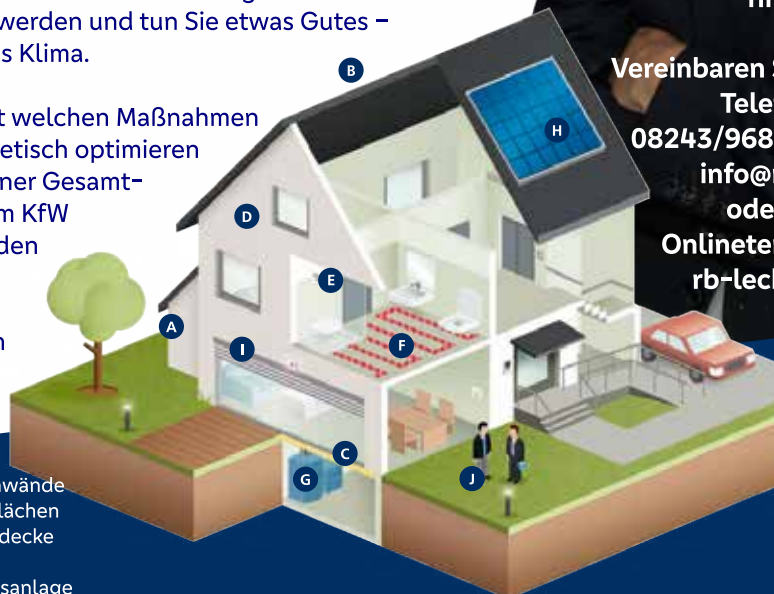 werden und tun Sie etwas Gutes –
s Klima.
t welchen Maßnahmen
etisch optimieren
ner Gesamt-
m KfW
den
n
Vereinbaren S
Tele
08243/968
info@r
ode
Onlineter
rb-lech
B
H
D
E
A
I
F
C
G
J
wände
lächen
decke
sanlage